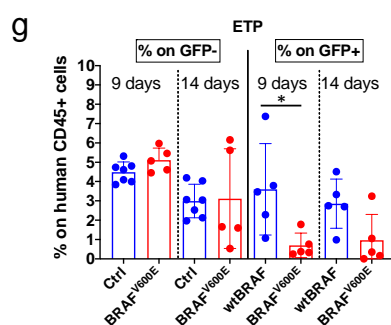 g
ETP
% on GFP- % on GFP+
9 days 14 days 9 days 14 days
% on human CD45+ cells
10
9
8
7
6
5
4
3
2
1
0
*
Ctrl BRAFV600E Ctrl BRAFV600E wtBRAF BRAFV600E wtBRAF BRAFV600E